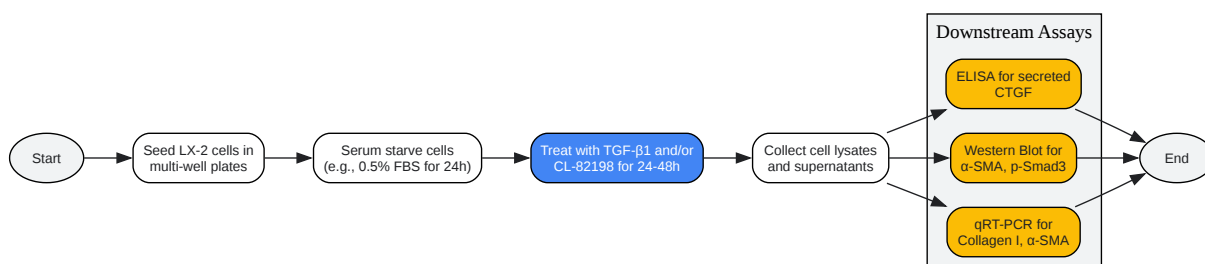 Start
Seed LX-2 cells in
multi-well plates
Serum starve cells
(e.g., 0.5% FBS for 24h)
Treat with TGF-β1 and/or
CL-82198 for 24-48h
Collect cell lysates
and supernatants
Downstream Assays
ELISA for secreted
CTGF
Western Blot for
α-SMA, p-Smad3
qRT-PCR for
Collagen I, α-SMA
End